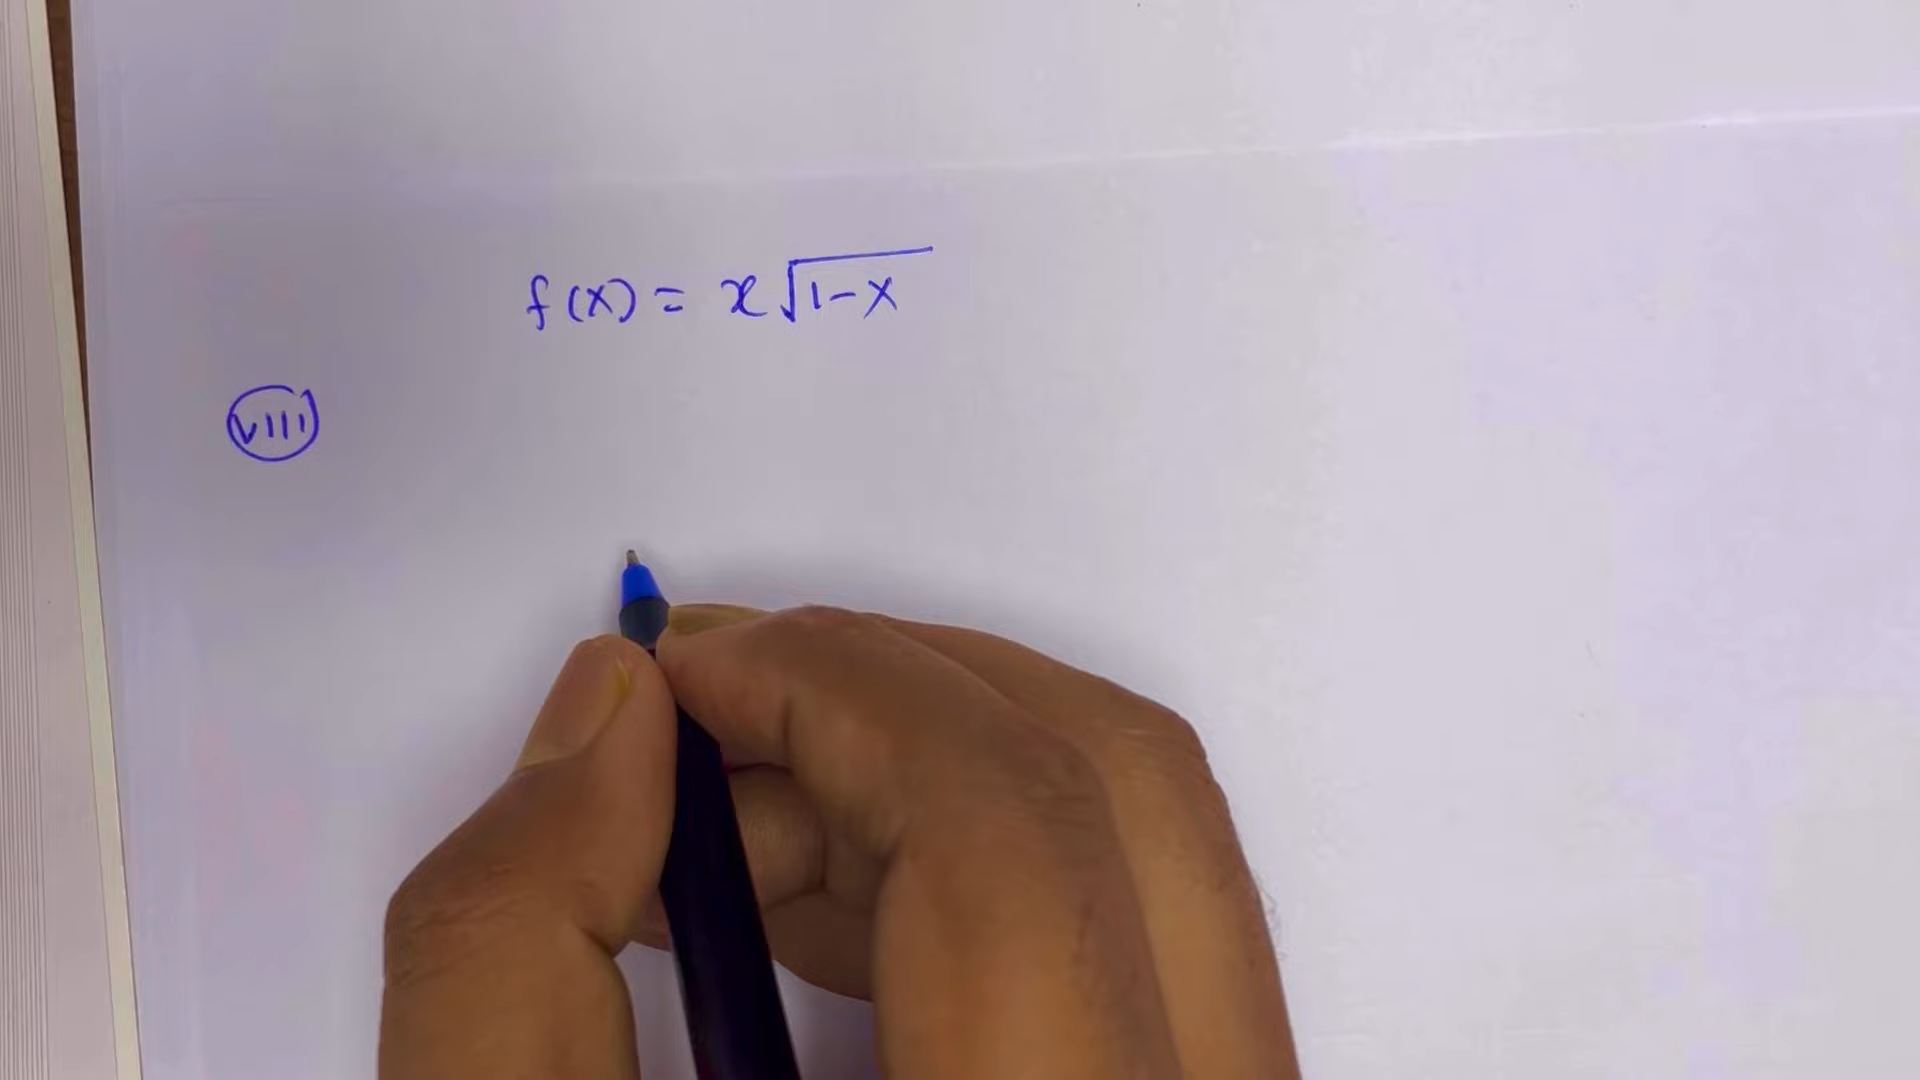 f(x) = x√1-x
viii